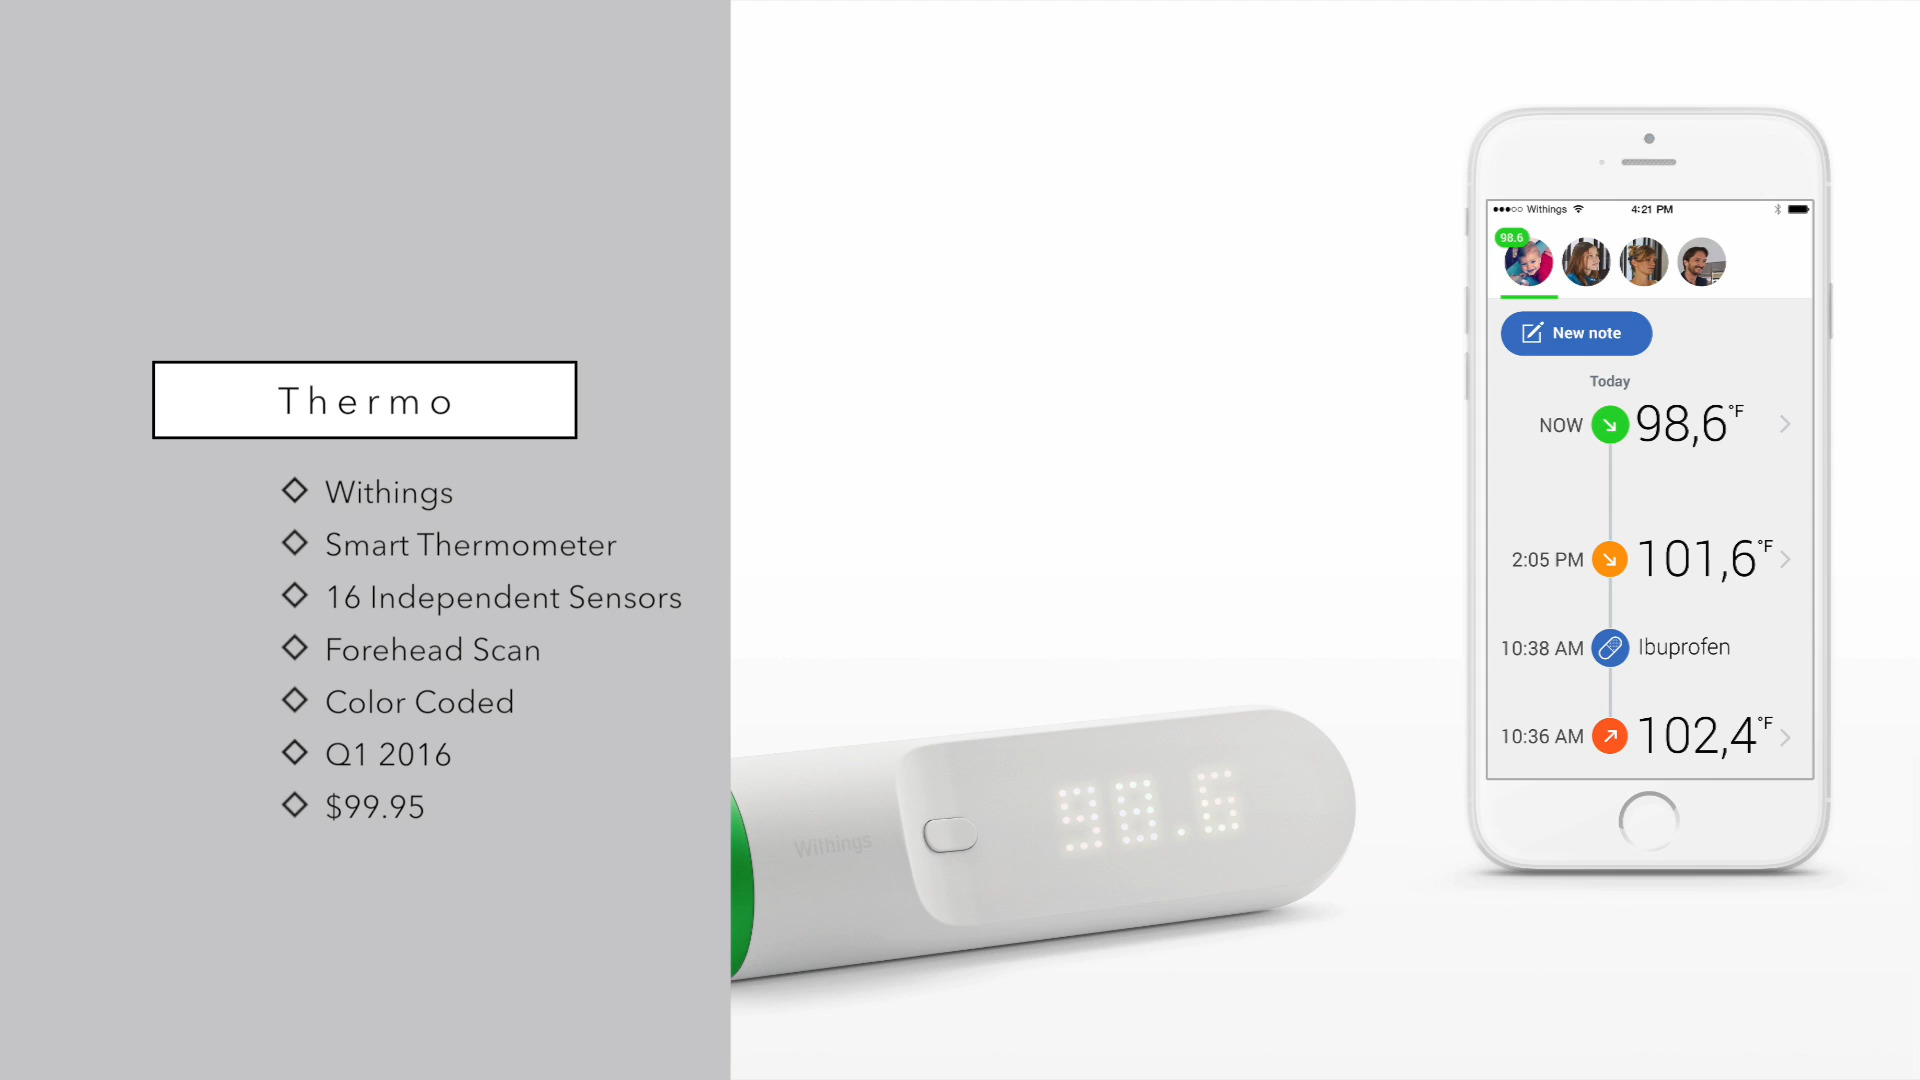 Thermo
Withings
Smart Thermometer
16 Independent Sensors
Forehead Scan
Color Coded
Q1 2016
$99.95
Withings
98.6
Withings 4:21 PM
98.6
New note
Today
NOW 98,6°F
2:05 PM 101,6°F
10:38 AM Ibuprofen
10:36 AM 102,4°F